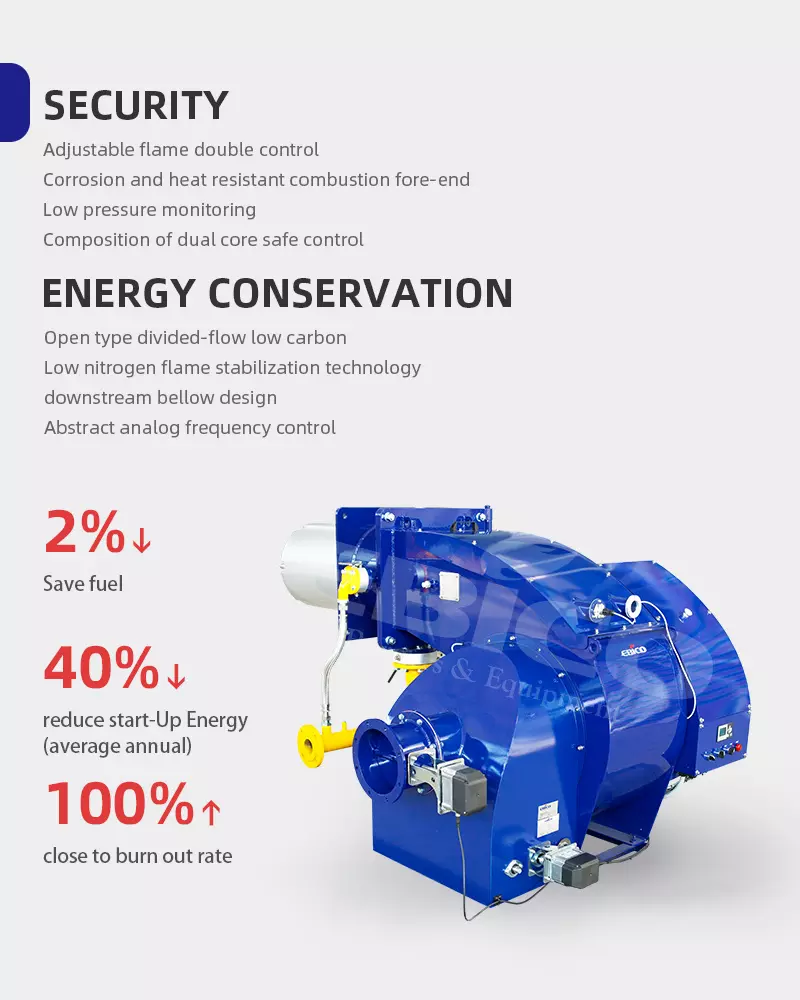 SECURITY
Adjustable flame double control
Corrosion and heat resistant combustion fore-end
Low pressure monitoring
Composition of dual core safe control
ENERGY CONSERVATION
Open type divided-flow low carbon
Low nitrogen flame stabilization technology
downstream bellow design
Abstract analog frequency control
2%↓
Save fuel
40%↓
reduce start-Up Energy
(average annual)
100%↑
close to burn out rate
EBICO
& Equipment
EBICO